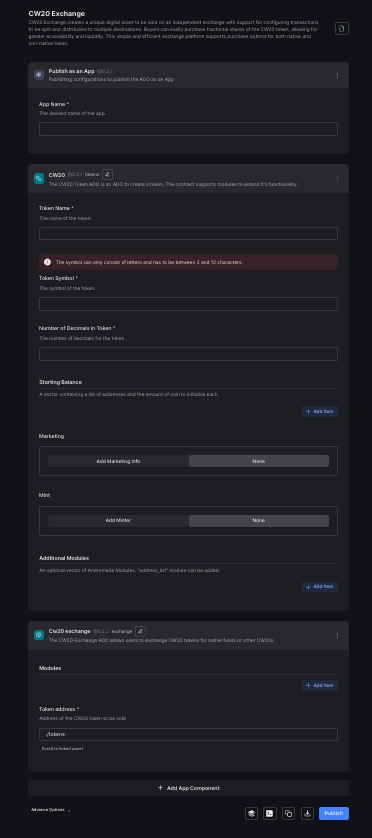 CW20 Exchange
CW20 Exchange creates a unique digital asset to be sold on an independent exchange with support for configuring transactions
to be split and distributed to multiple destinations. Buyers can easily purchase fractional shares of the CW20 token, allowing for
greater accessibility and liquidity. This simple and efficient exchange platform supports purchase options for both native and
non-native token.
Publish as an App @0.2.1
Publishing configurations to publish the ADO as an App
App Name *
The desired name of the app.
CW20 @0.2.1 tokens
The CW20 Token ADO is an ADO to create a token, The contract supports modules to extend it's functionality.
Token Name *
The name of the token.
The symbol can only consist of letters and has to be between 3 and 12 characters.
Token Symbol *
The symbol of the token.
Number of Decimals in Token *
The number of decimals for the token.
Starting Balance
A vector containing a list of addresses and the amount of coin to initialize each.
+ Add Item
Marketing
Add Marketing Info None
Mint
Add Minter None
Additional Modules
An optional vector of Andromeda Modules. "address_list" module can be added.
+ Add Item
Cw20 exchange @0.2.2 exchange
The CW20-Exchange ADO allows users to exchange CW20 tokens for native funds or other CW20s.
Modules
+ Add Item
Token address *
Address of the CW20 token to be sold
./tokens
Scroll to linked panel
+ Add App Component
Advance Options
Publish